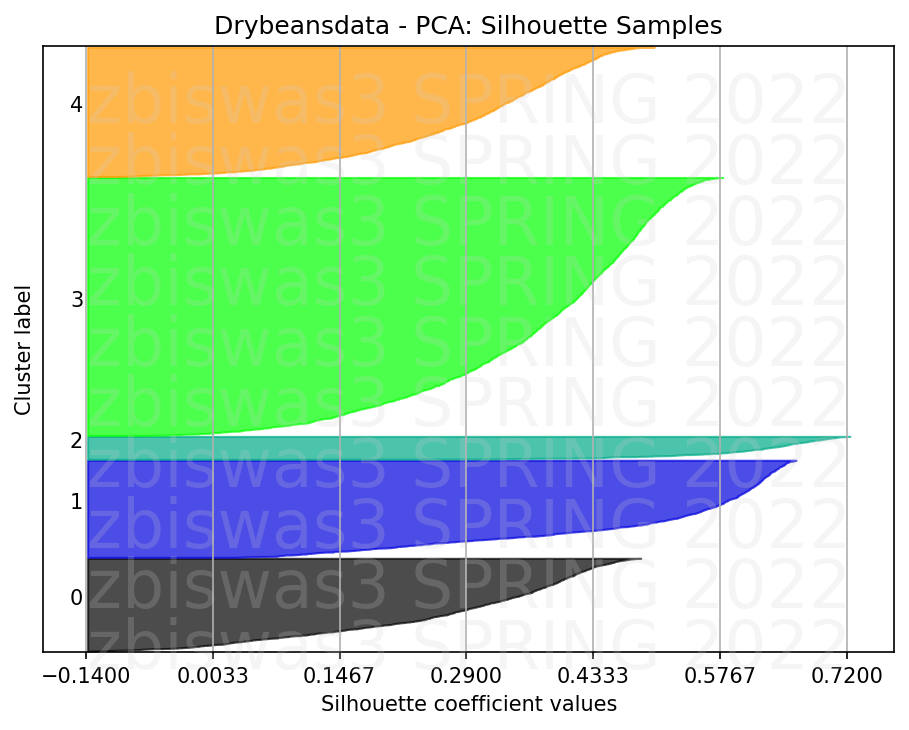 Drybeansdata - PCA: Silhouette Samples
zbiswas3 SPRING 2022
4
zbiswas3 SPRING 2022
zbiswas3 SPRING 2022
zbiswas3 SPRING 2022
3
zbiswas3 SPRING 2022
zbiswas3 SPRING 2022
2
zbiswas3 SPRING 2022
1
zbiswas3 SPRING 2022
zbiswas3 SPRING 2022
0
zbiswas3 SPRING 2022
Cluster label
−0.1400 0.0033 0.1467 0.2900 0.4333 0.5767 0.7200
Silhouette coefficient values